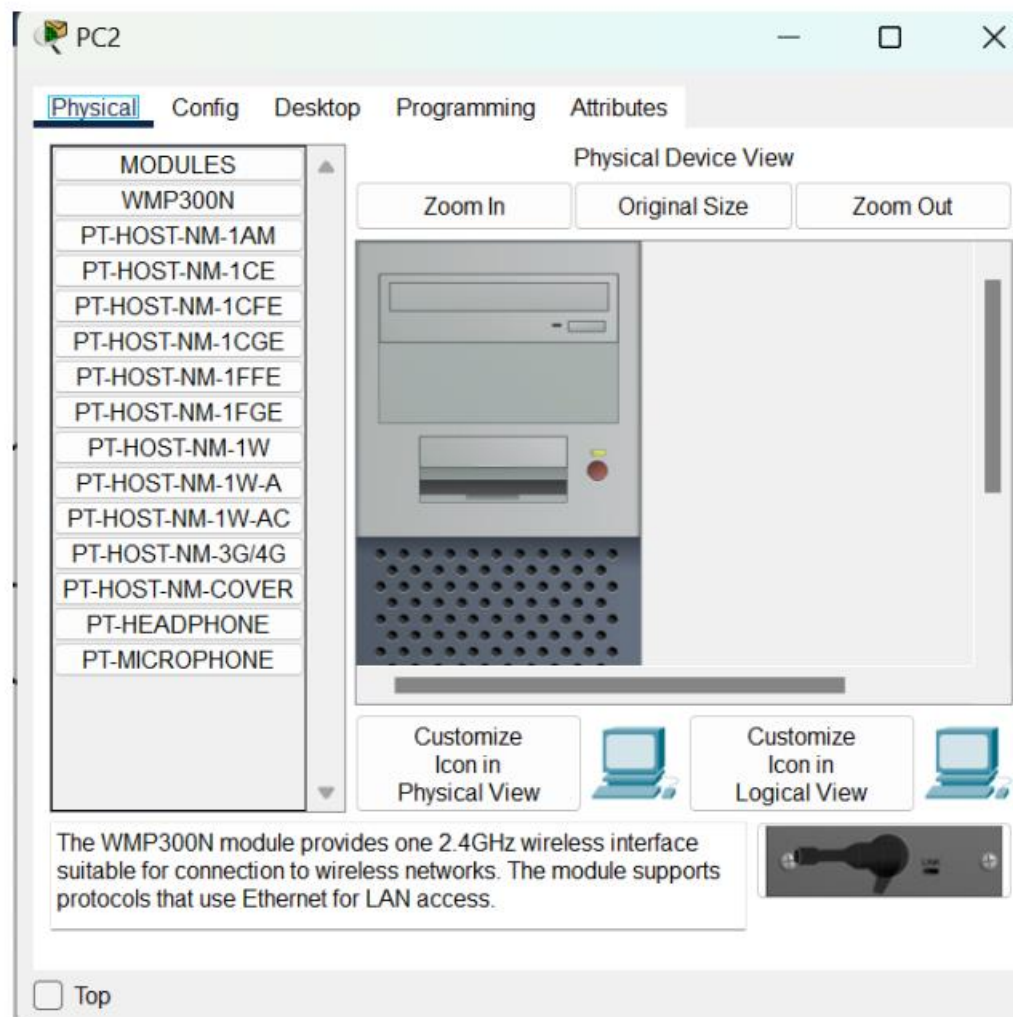 PC2
Physical Config Desktop Programming Attributes
MODULES
WMP300N
PT-HOST-NM-1AM
PT-HOST-NM-1CE
PT-HOST-NM-1CFE
PT-HOST-NM-1CGE
PT-HOST-NM-1FFE
PT-HOST-NM-1FGE
PT-HOST-NM-1W
PT-HOST-NM-1W-A
PT-HOST-NM-1W-AC
PT-HOST-NM-3G/4G
PT-HOST-NM-COVER
PT-HEADPHONE
PT-MICROPHONE
Physical Device View
Zoom In Original Size Zoom Out
Customize
Icon in
Physical View
Customize
Icon in
Logical View
The WMP300N module provides one 2.4GHz wireless interface
suitable for connection to wireless networks. The module supports
protocols that use Ethernet for LAN access.
Top